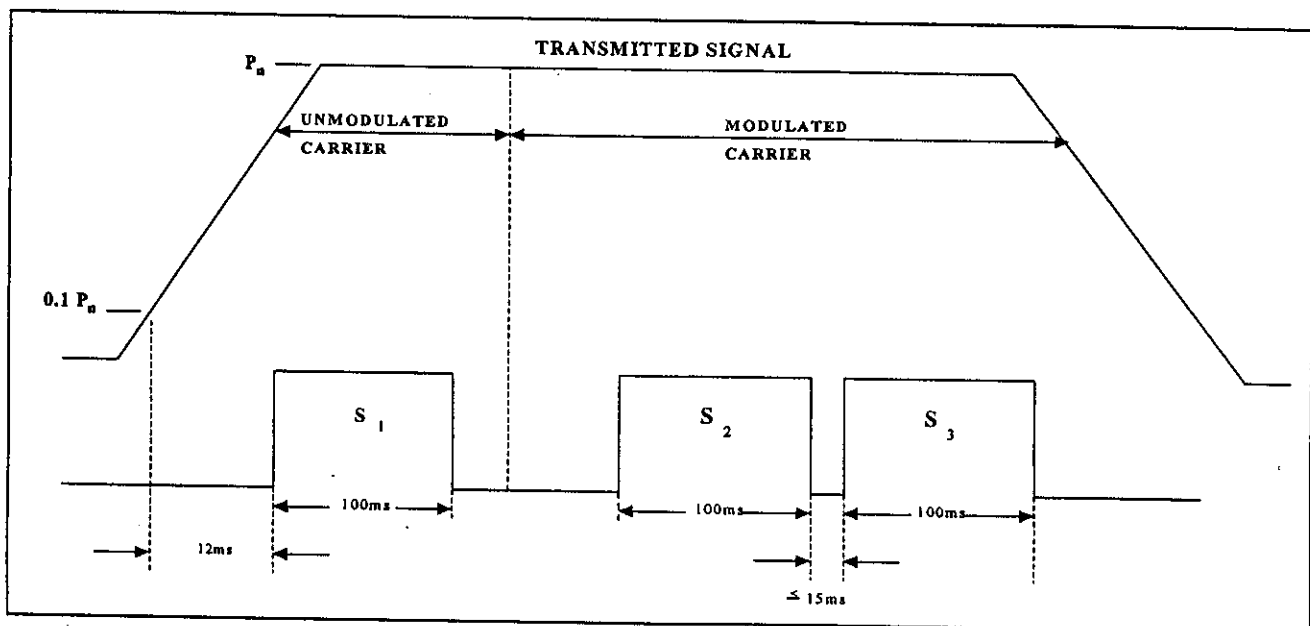 TRANSMITTED SIGNAL
Pn
UNMODULATED
CARRIER
MODULATED
CARRIER
0.1 Pn
S1
S2
S3
100ms
100ms
100ms
12ms
≤ 15ms